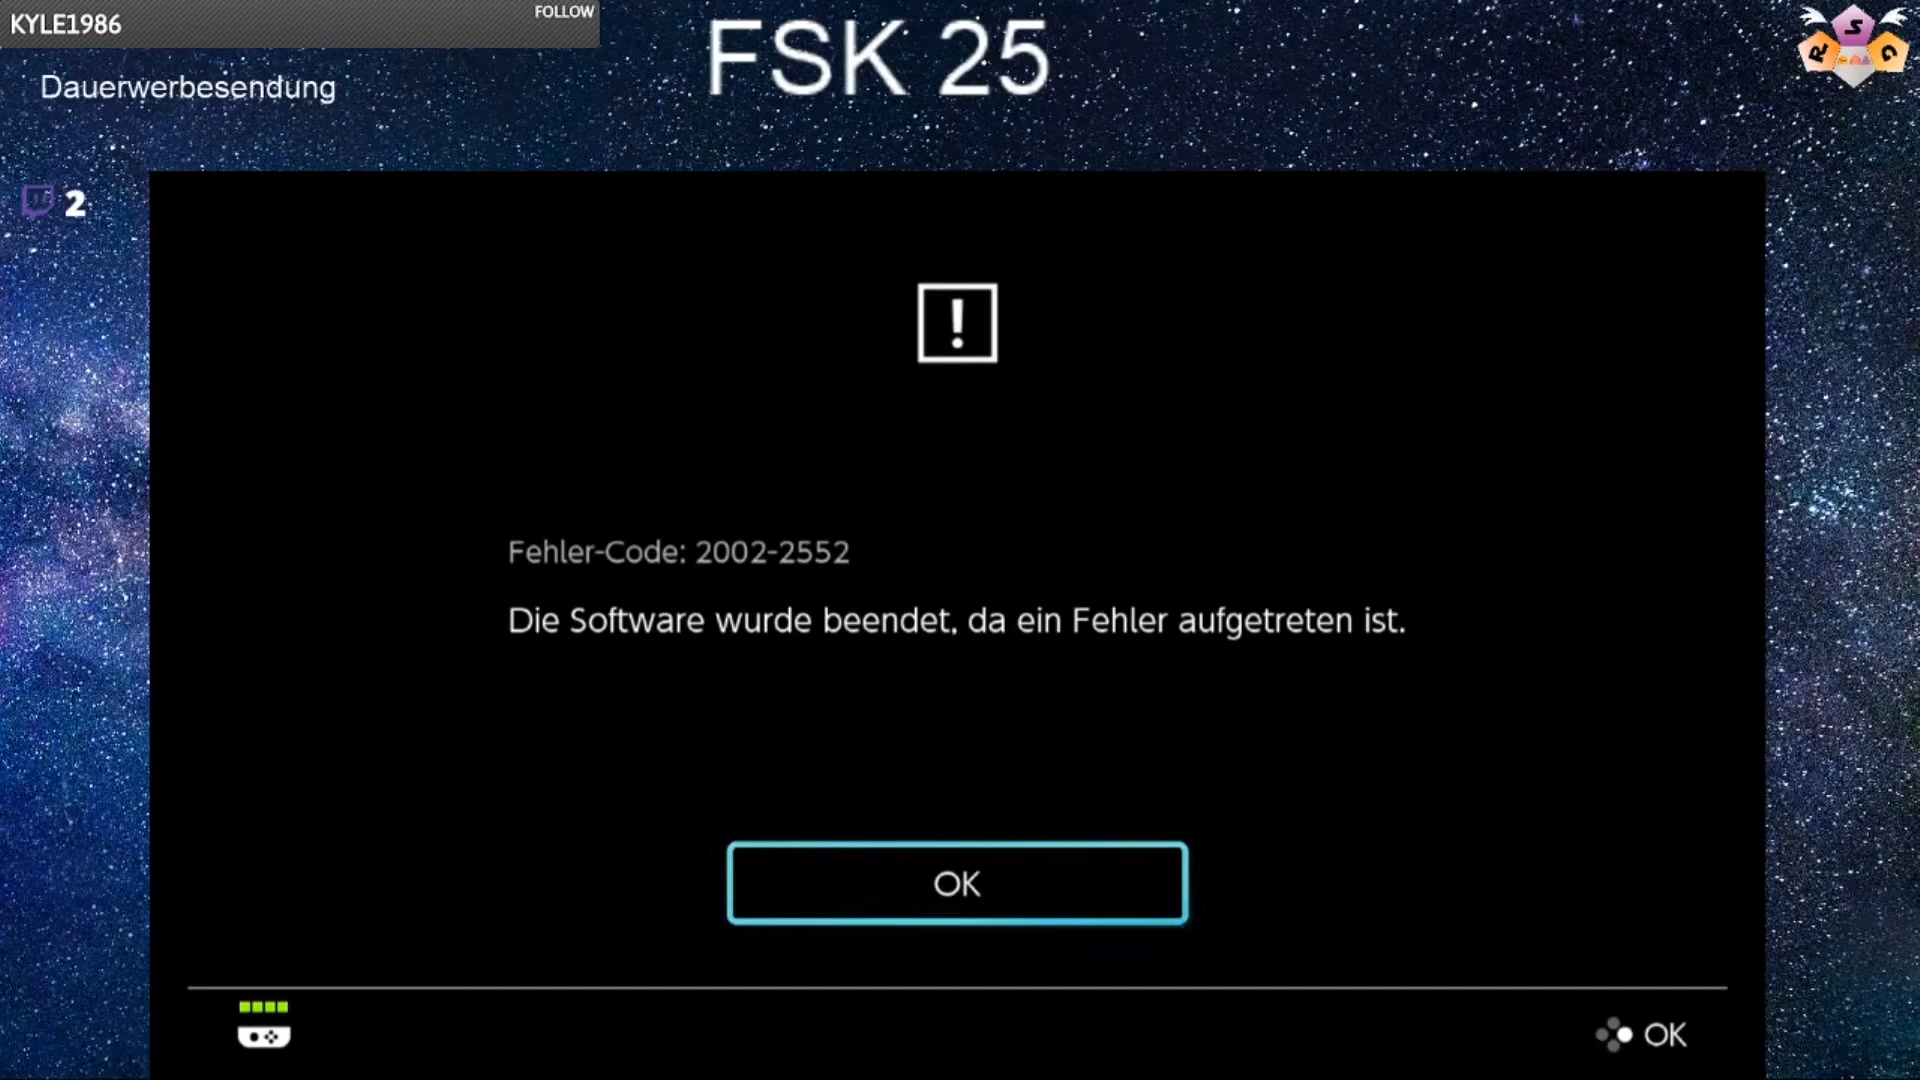 KYLE1986
FOLLOW
FSK 25
RSG
Dauerwerbesendung
2
!
Fehler-Code: 2002-2552
Die Software wurde beendet, da ein Fehler aufgetreten ist.
OK
OK